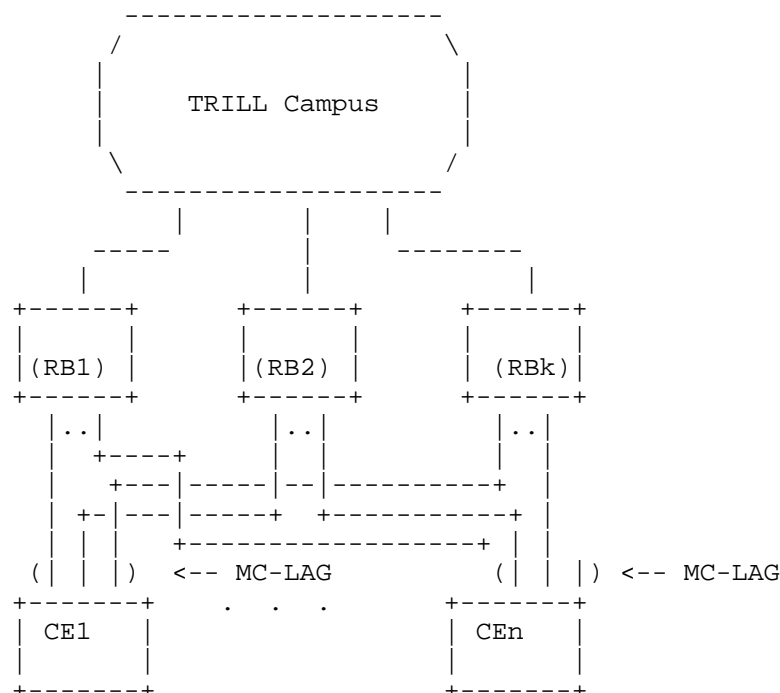 TRILL Campus
(RB1) (RB2) (RBk)
|..| |..| |..|
(| | |) <-- MC-LAG (| | |) <-- MC-LAG
. . .
CE1 CEn